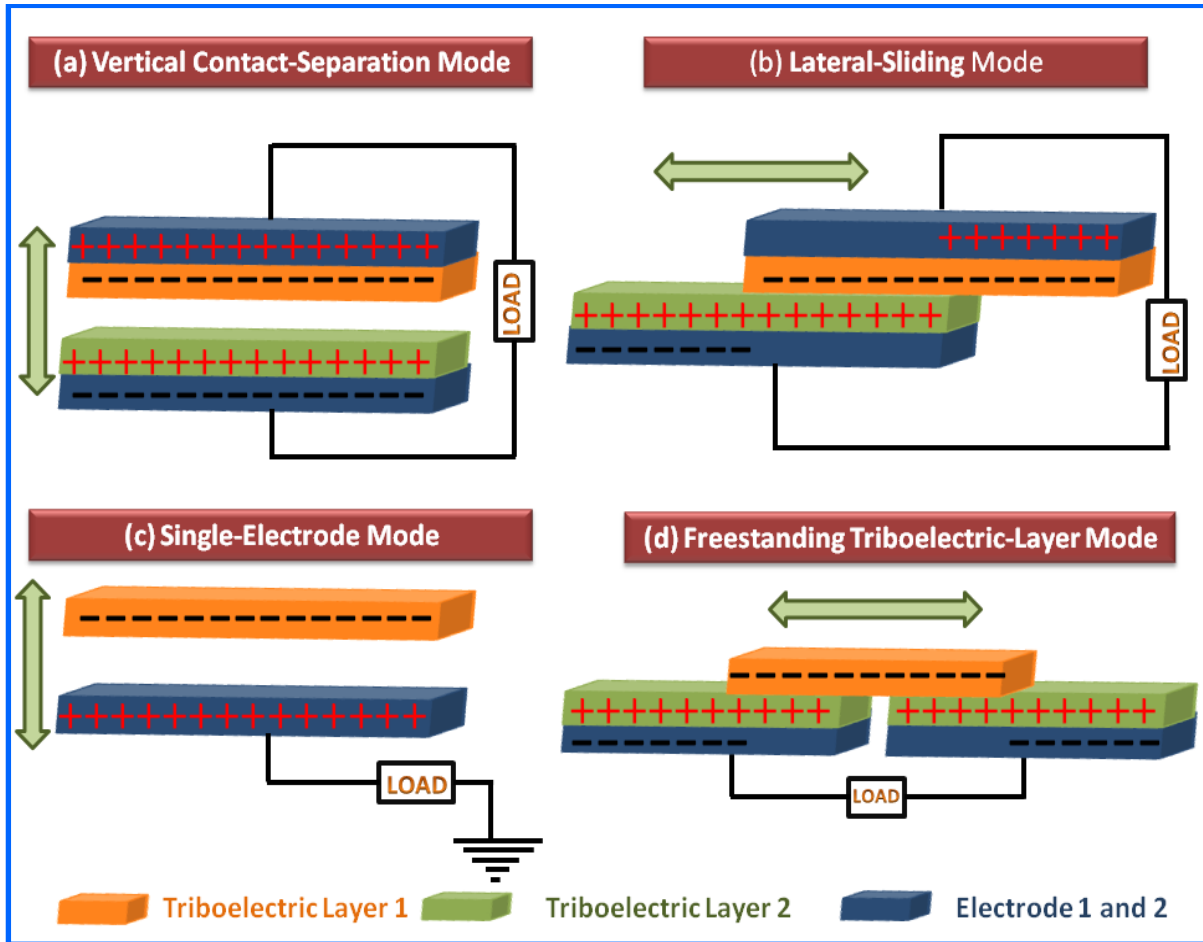 (a) Vertical Contact-Separation Mode
(b) Lateral-Sliding Mode
LOAD
LOAD
(c) Single-Electrode Mode
(d) Freestanding Triboelectric-Layer Mode
LOAD
LOAD
Triboelectric Layer 1
Triboelectric Layer 2
Electrode 1 and 2